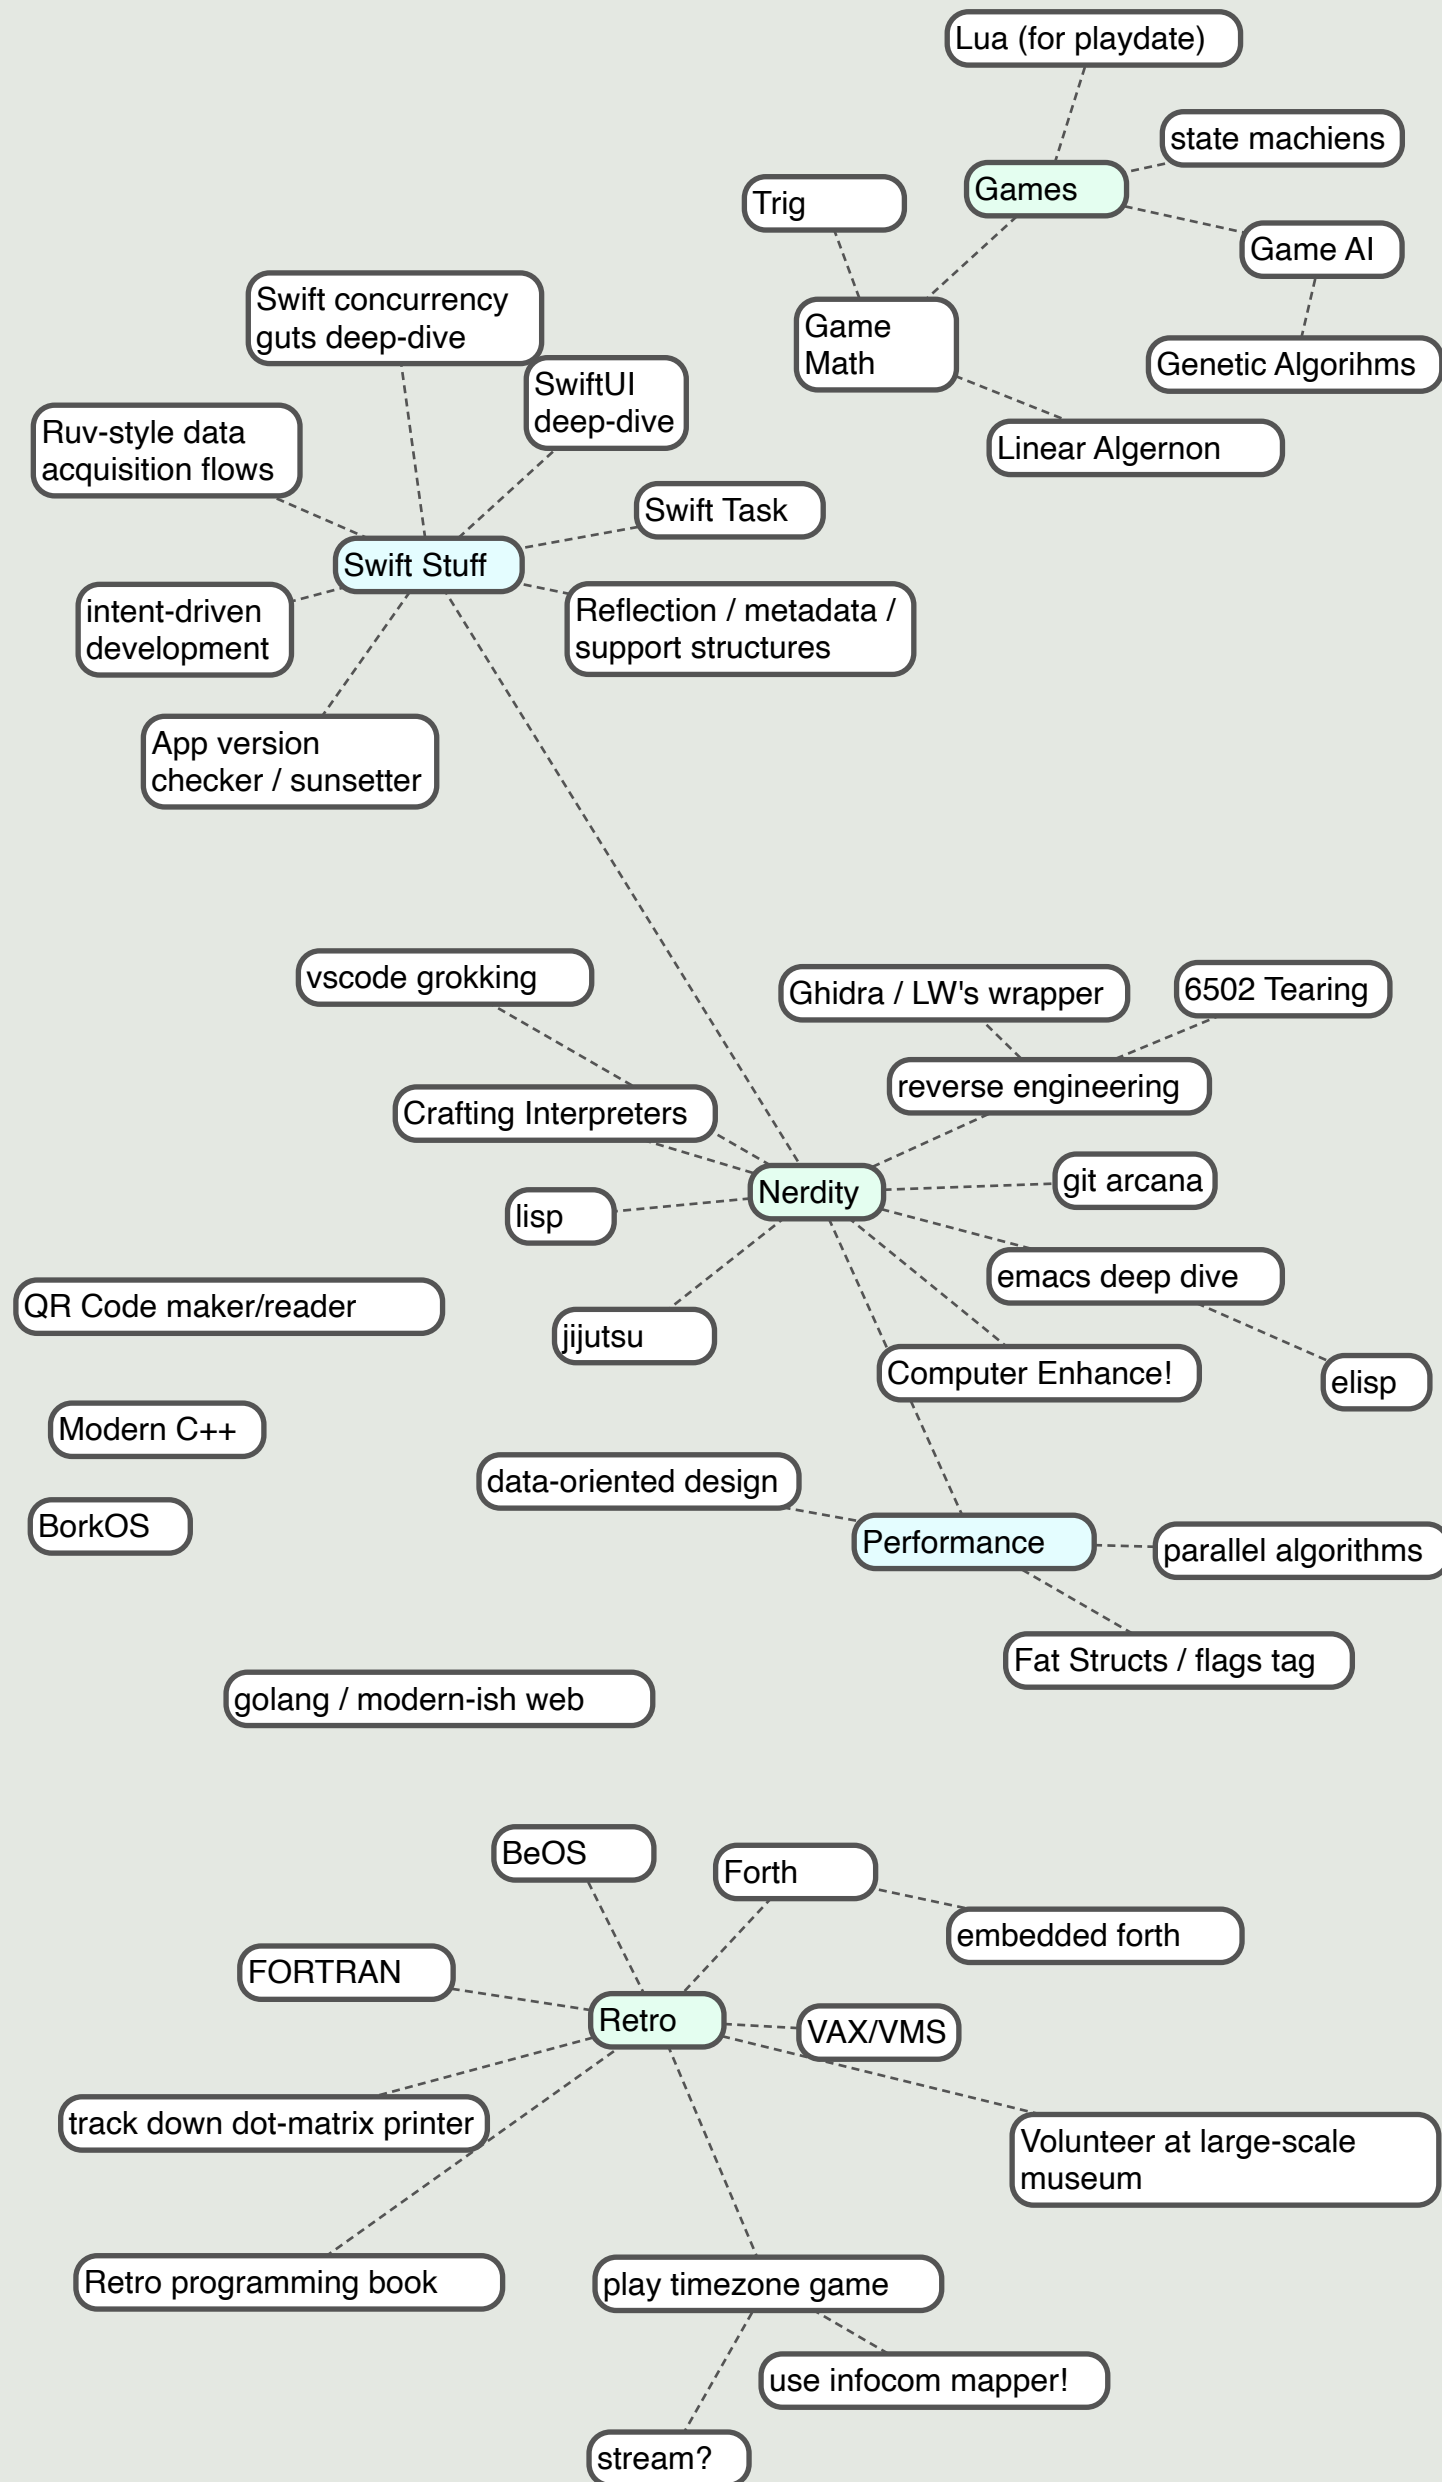 Lua (for playdate)
state machiens
Games
Trig
Game AI
Swift concurrency
guts deep-dive
Game
Math
Genetic Algorihms
SwiftUI
deep-dive
Ruv-style data
acquisition flows
Linear Algernon
Swift Task
Swift Stuff
intent-driven
development
Reflection / metadata /
support structures
App version
checker / sunsetter
vscode grokking
Ghidra / LW's wrapper
6502 Tearing
reverse engineering
Crafting Interpreters
Nerdity
git arcana
lisp
emacs deep dive
QR Code maker/reader
jijutsu
Computer Enhance!
elisp
Modern C++
data-oriented design
BorkOS
Performance
parallel algorithms
Fat Structs / flags tag
golang / modern-ish web
BeOS
Forth
embedded forth
FORTRAN
Retro
VAX/VMS
track down dot-matrix printer
Volunteer at large-scale
museum
Retro programming book
play timezone game
use infocom mapper!
stream?